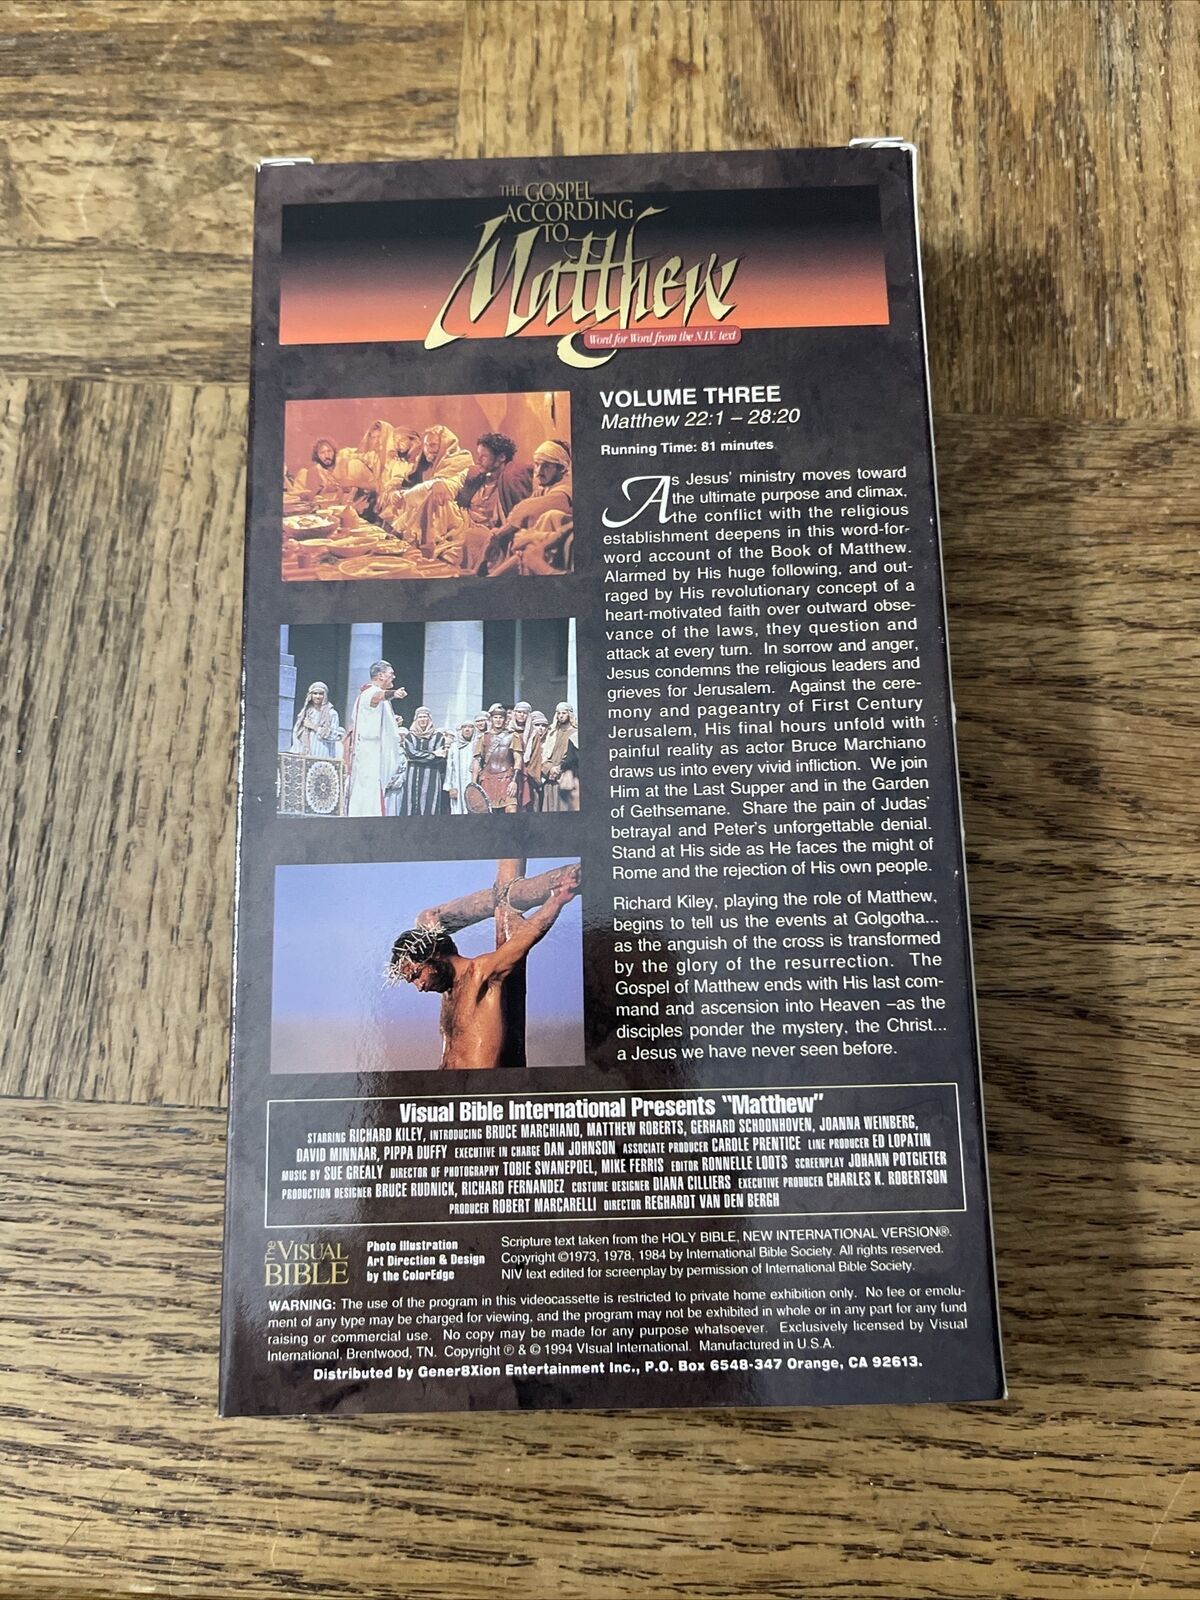 THE GOSPEL
ACCORDING
TO
Matthew
Word for Word from the N.I.V. text
VOLUME THREE
Matthew 22:1 – 28:20
Running Time: 81 minutes
As Jesus' ministry moves toward
the ultimate purpose and climax,
the conflict with the religious
establishment deepens in this word-for-
word account of the Book of Matthew.
Alarmed by His huge following, and out-
raged by His revolutionary concept of a
heart-motivated faith over outward obse-
vance of the laws, they question and
attack at every turn. In sorrow and anger,
Jesus condemns the religious leaders and
grieves for Jerusalem. Against the cere-
mony and pageantry of First Century
Jerusalem, His final hours unfold with
painful reality as actor Bruce Marchiano
draws us into every vivid infliction. We join
Him at the Last Supper and in the Garden
of Gethsemane. Share the pain of Judas'
betrayal and Peter's unforgettable denial.
Stand at His side as He faces the might of
Rome and the rejection of His own people.
Richard Kiley, playing the role of Matthew,
begins to tell us the events at Golgotha...
as the anguish of the cross is transformed
by the glory of the resurrection. The
Gospel of Matthew ends with His last com-
mand and ascension into Heaven –as the
disciples ponder the mystery, the Christ...
a Jesus we have never seen before.
Visual Bible International Presents "Matthew"
STARRING RICHARD KILEY, INTRODUCING BRUCE MARCHIANO, MATTHEW ROBERTS, GERHARD SCHOONHOVEN, JOANNA WEINBERG,
DAVID MINNAAR, PIPPA DUFFY EXECUTIVE IN CHARGE DAN JOHNSON ASSOCIATE PRODUCER CAROLE PRENTICE LINE PRODUCER ED LOPATIN
MUSIC BY SUE GREALY DIRECTOR OF PHOTOGRAPHY TOBIE SWANEPOEL, MIKE FERRIS EDITOR RONNELLE LOOTS SCREENPLAY JOHANN POTGIETER
PRODUCTION DESIGNER BRUCE RUDNICK, RICHARD FERNANDEZ COSTUME DESIGNER DIANA CILLIERS EXECUTIVE PRODUCER CHARLES K. ROBERTSON
PRODUCER ROBERT MARCARELLI DIRECTOR REGHARDT VAN DEN BERGH
The VISUAL
BIBLE
Photo Illustration
Art Direction & Design
by the ColorEdge
Scripture text taken from the HOLY BIBLE, NEW INTERNATIONAL VERSION®.
Copyright ©1973, 1978, 1984 by International Bible Society. All rights reserved.
NIV text edited for screenplay by permission of International Bible Society.
WARNING: The use of the program in this videocassette is restricted to private home exhibition only. No fee or emolu-
ment of any type may be charged for viewing, and the program may not be exhibited in whole or in any part for any fund
raising or commercial use. No copy may be made for any purpose whatsoever. Exclusively licensed by Visual
International, Brentwood, TN. Copyright ℗ & © 1994 VIsual International. Manufactured in U.S.A.
Distributed by Gener8Xion Entertainment Inc., P.O. Box 6548-347 Orange, CA 92613.